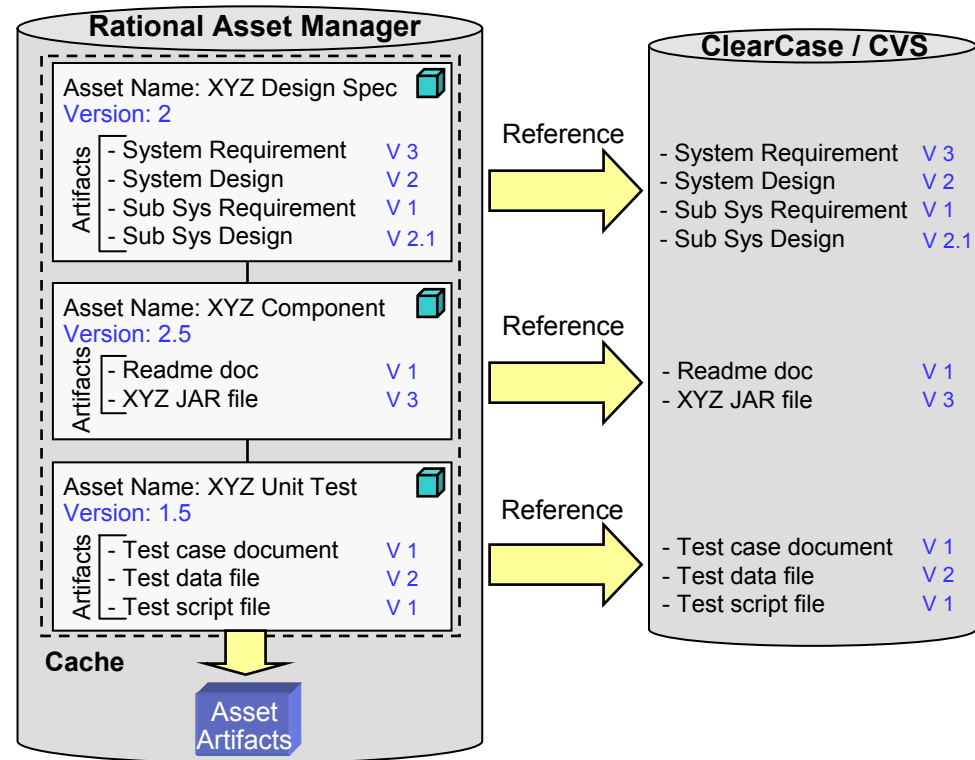 Rational Asset Manager
Asset Name: XYZ Design Spec
Version: 2
Artifacts
- System Requirement V 3
- System Design V 2
- Sub Sys Requirement V 1
- Sub Sys Design V 2.1
Asset Name: XYZ Component
Version: 2.5
Artifacts
- Readme doc V 1
- XYZ JAR file V 3
Asset Name: XYZ Unit Test
Version: 1.5
Artifacts
- Test case document V 1
- Test data file V 2
- Test script file V 1
Cache
Asset
Artifacts
Reference
Reference
Reference
ClearCase / CVS
- System Requirement V 3
- System Design V 2
- Sub Sys Requirement V 1
- Sub Sys Design V 2.1
- Readme doc V 1
- XYZ JAR file V 3
- Test case document V 1
- Test data file V 2
- Test script file V 1